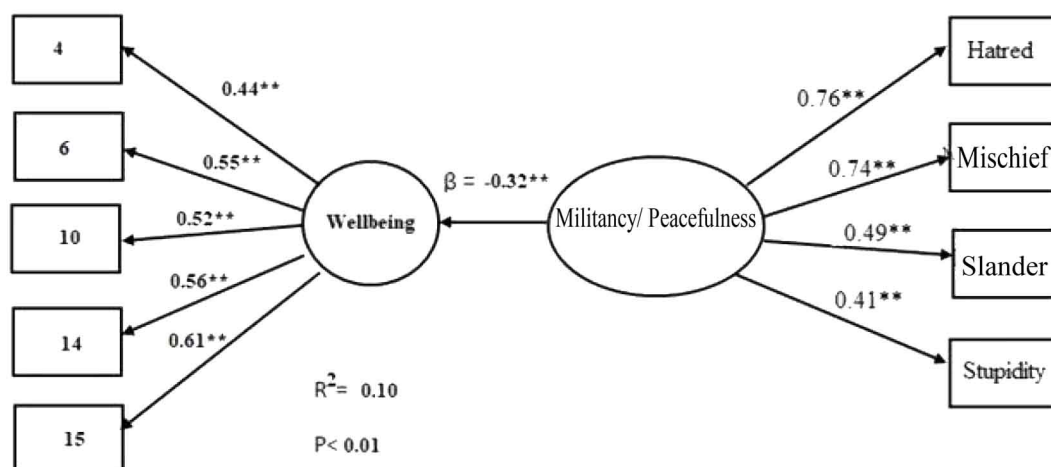 4
6
10
14
15
0.44**
0.55**
0.52**
0.56**
0.61**
Wellbeing
β = -0.32**
Militancy/ Peacefulness
0.76**
0.74**
0.49**
0.41**
Hatred
Mischief
Slander
Stupidity
R²= 0.10
P< 0.01